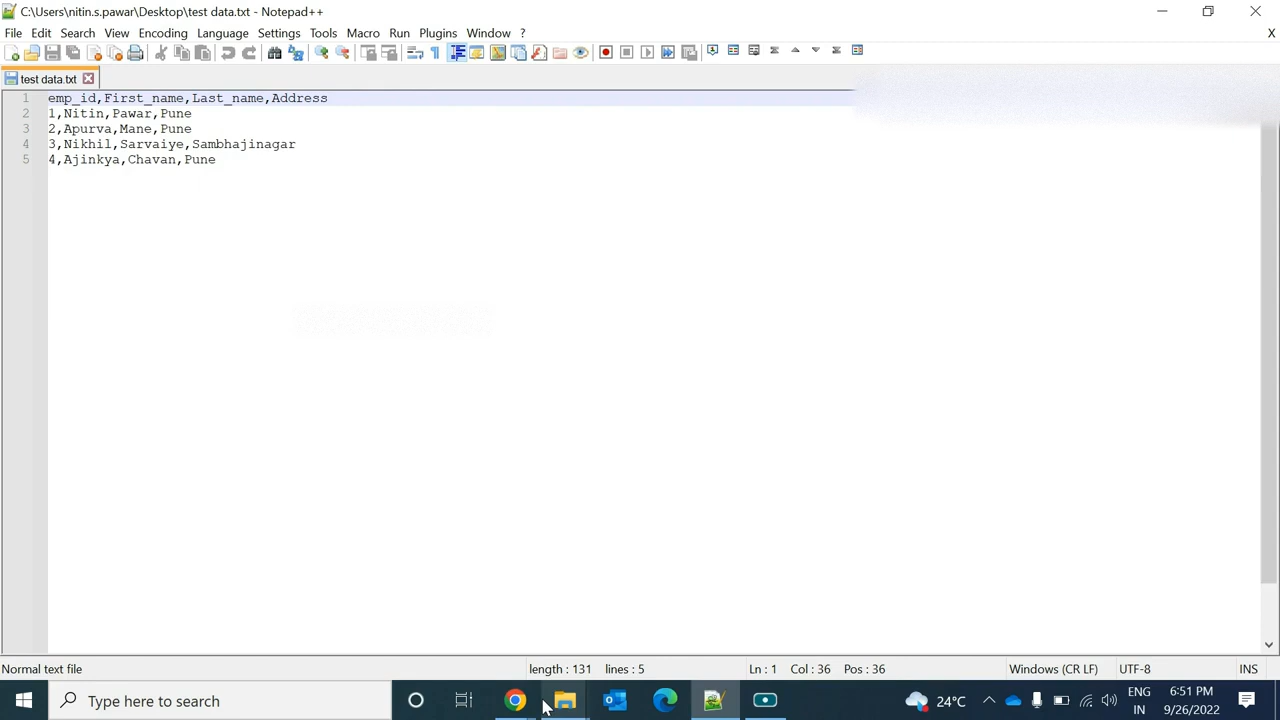 C:\Users\nitin.s.pawar\Desktop\test data.txt - Notepad++
File Edit Search View Encoding Language Settings Tools Macro Run Plugins Window ? X
test data.txt
1 emp_id,First_name,Last_name,Address
2 1,Nitin,Pawar,Pune
3 2,Apurva,Mane,Pune
4 3,Nikhil,Sarvaiye,Sambhajinagar
5 4,Ajinkya,Chavan,Pune
Normal text file length : 131 lines : 5 Ln : 1 Col : 36 Pos : 36 Windows (CR LF) UTF-8 INS
Type here to search 24°C ENG IN 6:51 PM 9/26/2022